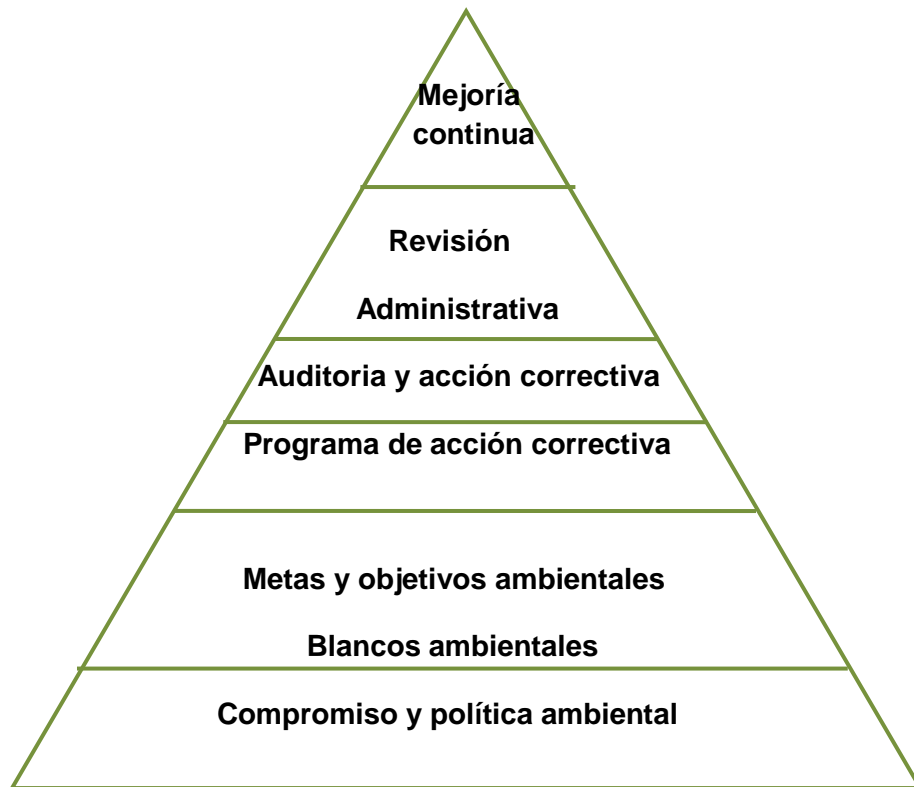 Mejoría
continua
Revisión
Administrativa
Auditoria y acción correctiva
Programa de acción correctiva
Metas y objetivos ambientales
Blancos ambientales
Compromiso y política ambiental